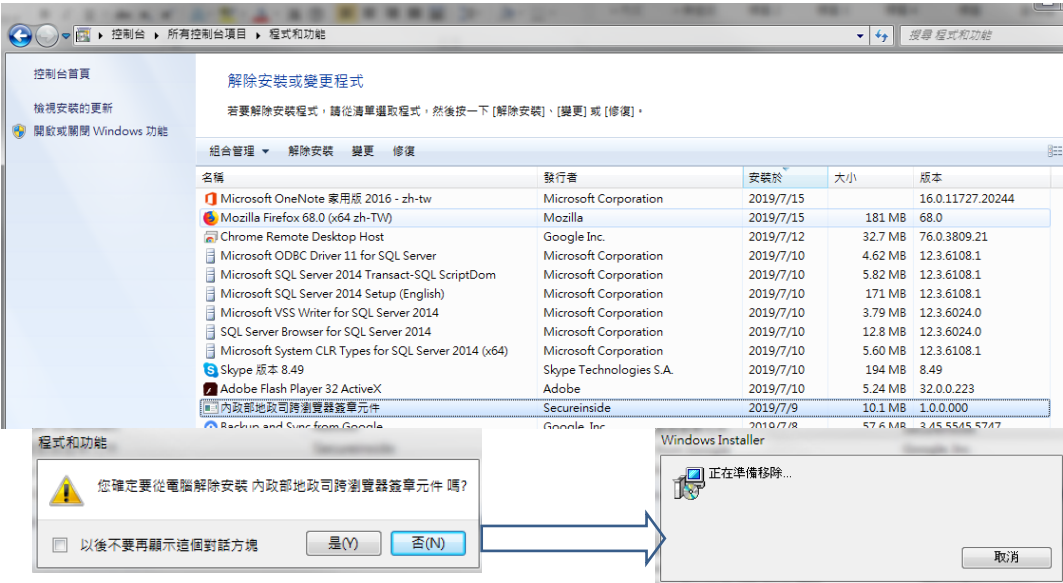 控制台 ▸ 所有控制台項目 ▸ 程式和功能
搜尋 程式和功能
控制台首頁
檢視安裝的更新
開啟或關閉 Windows 功能
解除安裝或變更程式
若要解除安裝程式，請從清單選取程式，然後按一下 [解除安裝]、[變更] 或 [修復]。
組合管理 ▼ 解除安裝 變更 修復
名稱 發行者 安裝於 大小 版本
Microsoft OneNote 家用版 2016 - zh-tw Microsoft Corporation 2019/7/15 16.0.11727.20244
Mozilla Firefox 68.0 (x64 zh-TW) Mozilla 2019/7/15 181 MB 68.0
Chrome Remote Desktop Host Google Inc. 2019/7/12 32.7 MB 76.0.3809.21
Microsoft ODBC Driver 11 for SQL Server Microsoft Corporation 2019/7/10 4.62 MB 12.3.6108.1
Microsoft SQL Server 2014 Transact-SQL ScriptDom Microsoft Corporation 2019/7/10 5.82 MB 12.3.6108.1
Microsoft SQL Server 2014 Setup (English) Microsoft Corporation 2019/7/10 171 MB 12.3.6108.1
Microsoft VSS Writer for SQL Server 2014 Microsoft Corporation 2019/7/10 3.79 MB 12.3.6024.0
SQL Server Browser for SQL Server 2014 Microsoft Corporation 2019/7/10 12.8 MB 12.3.6024.0
Microsoft System CLR Types for SQL Server 2014 (x64) Microsoft Corporation 2019/7/10 5.60 MB 12.3.6108.1
Skype 版本 8.49 Skype Technologies S.A. 2019/7/10 194 MB 8.49
Adobe Flash Player 32 ActiveX Adobe 2019/7/10 5.24 MB 32.0.0.223
內政部地政司跨瀏覽器簽章元件 Secureinside 2019/7/9 10.1 MB 1.0.0.000
Backup and Sync from Google Google, Inc. 2019/7/8 57.6 MB 3.45.5545.5747
程式和功能
您確定要從電腦解除安裝 內政部地政司跨瀏覽器簽章元件 嗎?
以後不要再顯示這個對話方塊
是(Y) 否(N)
Windows Installer
正在準備移除...
取消